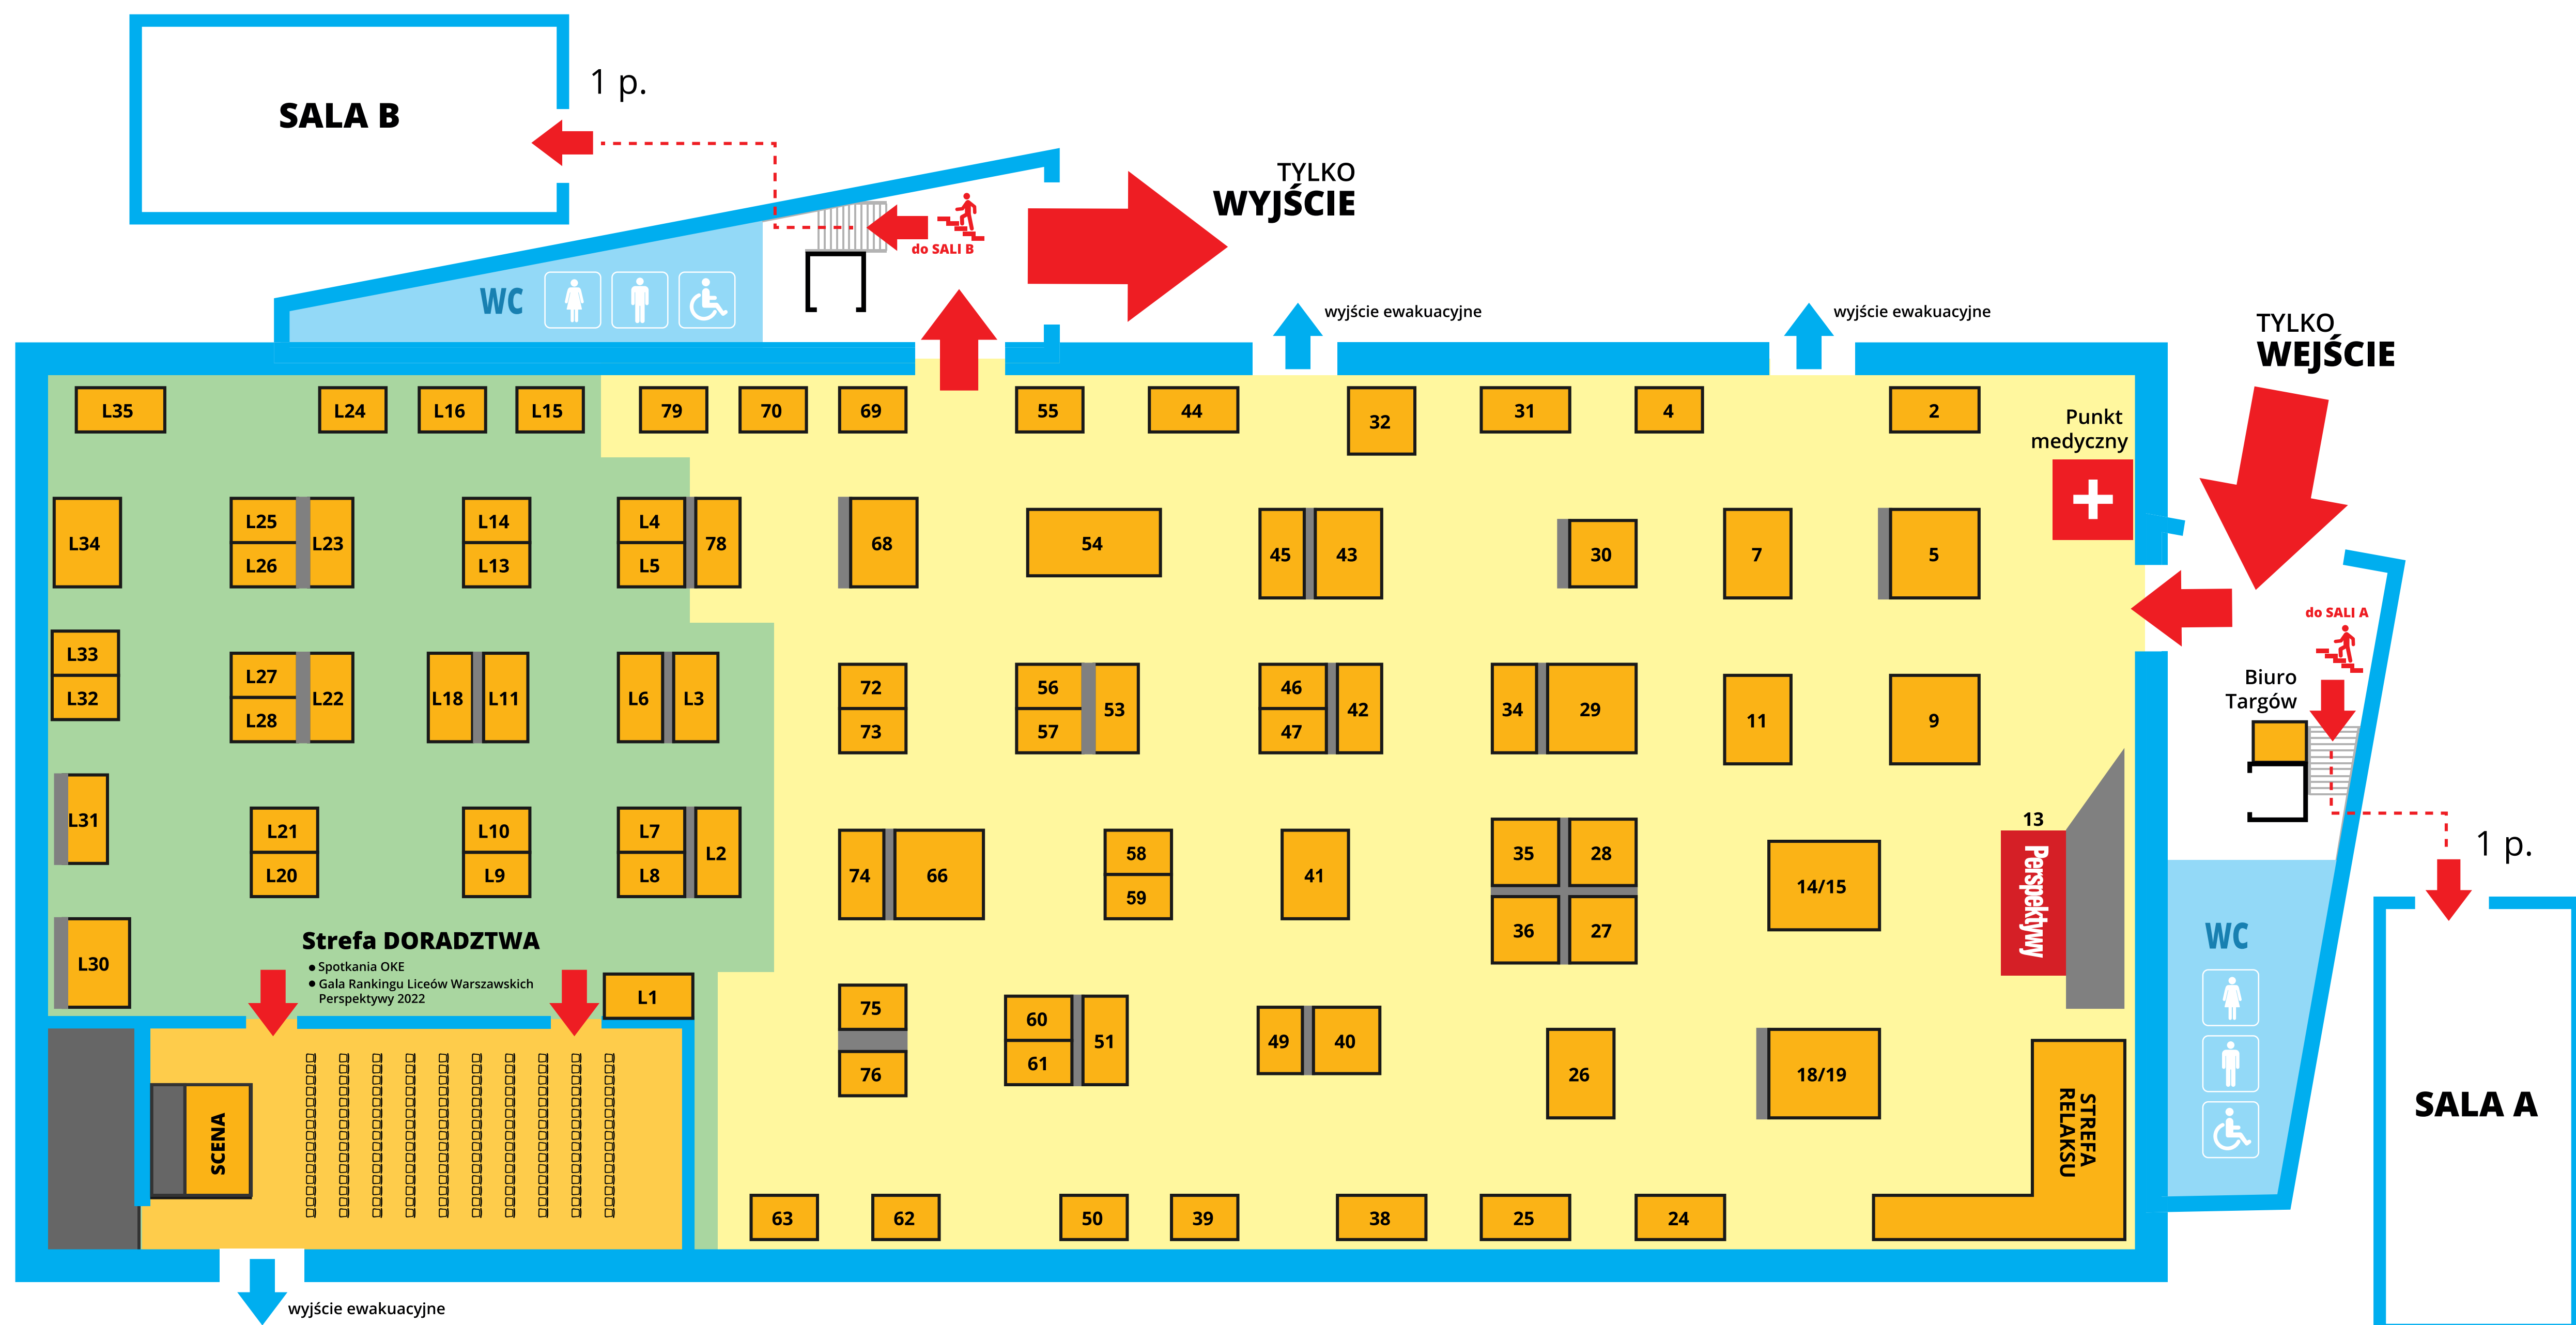 SALA B
1 p.
TYLKO
WYJŚCIE
do SALI B
WC
wyjście ewakuacyjne
wyjście ewakuacyjne
TYLKO
WEJŚCIE
L35
L24
L16
L15
79
70
69
55
44
32
31
4
2
Punkt
medyczny
L34
L25
L26
L23
L14
L13
L4
L5
78
68
54
45
43
30
7
5
do SALI A
Biuro
Targów
L33
L32
L27
L28
L22
L18
L11
L6
L3
72
73
56
57
53
46
47
42
34
29
11
9
L31
L21
L20
L10
L9
L7
L8
L2
74
66
58
59
41
35
28
36
27
14/15
13
Perspektywy
1 p.
WC
SALA A
L30
Strefa DORADZTWA
● Spotkania OKE
● Gala Rankingu Liceów Warszawskich
Perspektywy 2022
L1
75
76
60
61
51
49
40
26
18/19
STREFA
RELAKSU
SCENA
63
62
50
39
38
25
24
wyjście ewakuacyjne